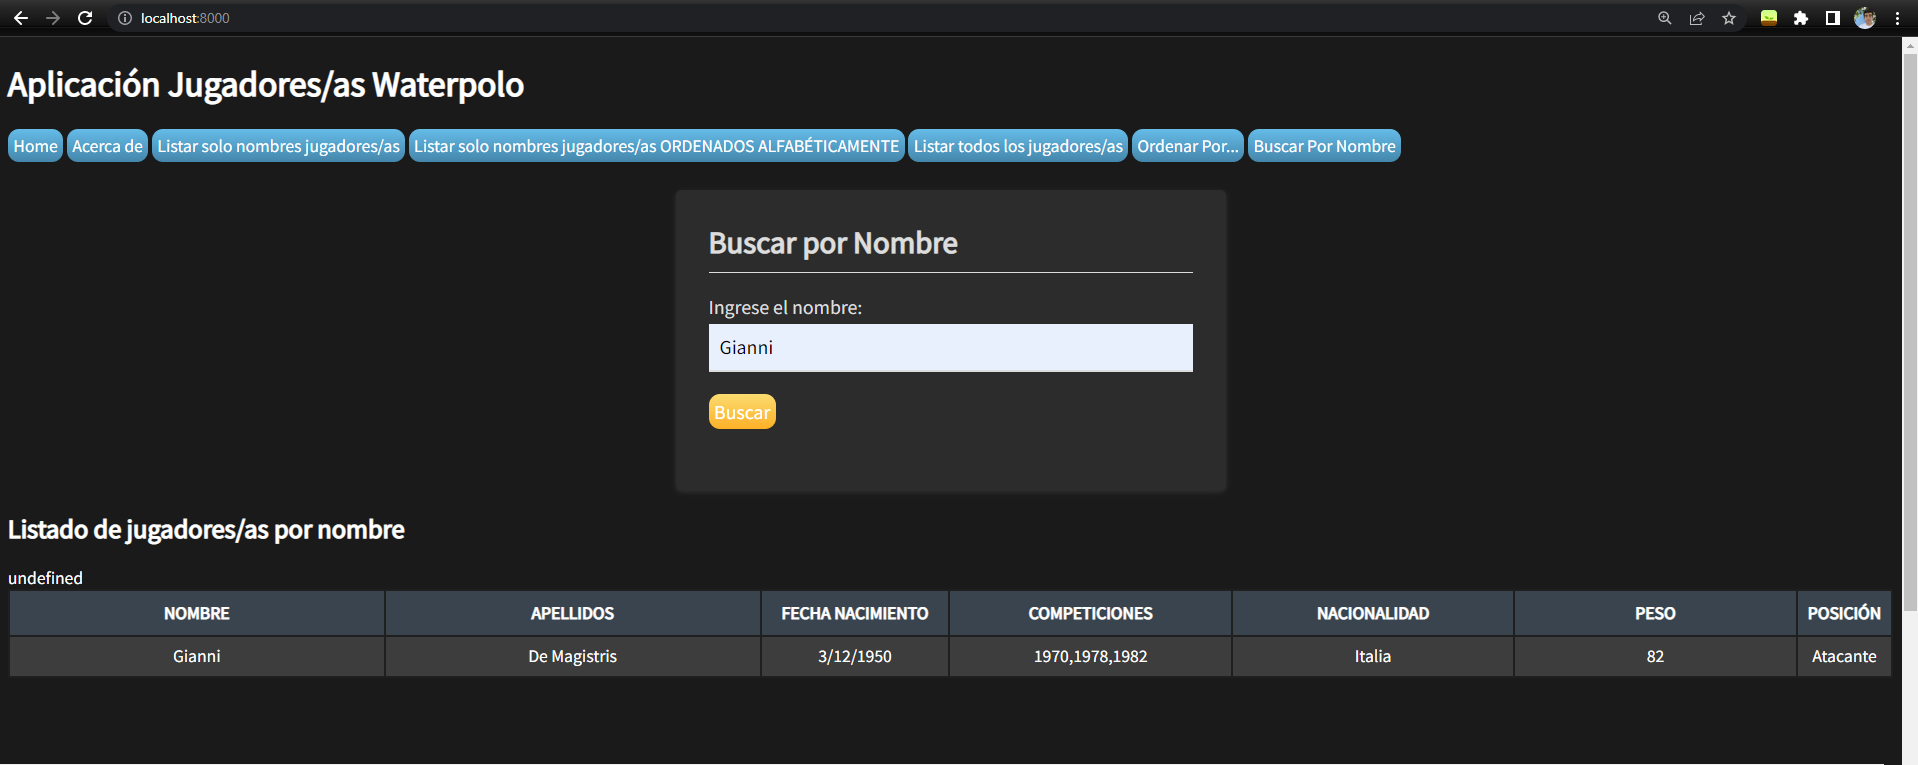 localhost:8000
Aplicación Jugadores/as Waterpolo
Home Acerca de Listar solo nombres jugadores/as Listar solo nombres jugadores/as ORDENADOS ALFABÉTICAMENTE Listar todos los jugadores/as Ordenar Por... Buscar Por Nombre
Buscar por Nombre
Ingrese el nombre:
Gianni
Buscar
Listado de jugadores/as por nombre
undefined
NOMBRE APELLIDOS FECHA NACIMIENTO COMPETICIONES NACIONALIDAD PESO POSICIÓN
Gianni De Magistris 3/12/1950 1970,1978,1982 Italia 82 Atacante